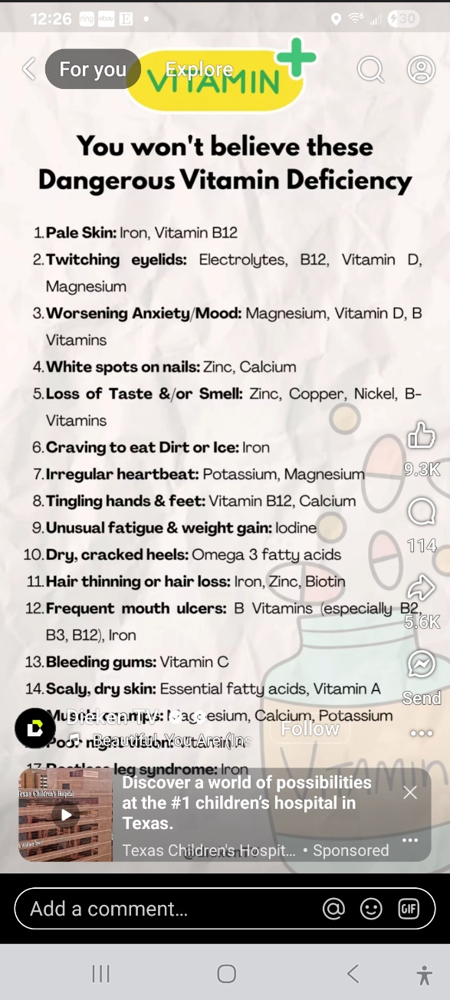 12:26
ring
ebay
E
30
For you
Explore
VITAMIN
You won't believe these
Dangerous Vitamin Deficiency
1. Pale Skin: Iron, Vitamin B12
2. Twitching eyelids: Electrolytes, B12, Vitamin D,
Magnesium
3. Worsening Anxiety/Mood: Magnesium, Vitamin D, B
Vitamins
4. White spots on nails: Zinc, Calcium
5. Loss of Taste &/or Smell: Zinc, Copper, Nickel, B-
Vitamins
6. Craving to eat Dirt or Ice: Iron
7. Irregular heartbeat: Potassium, Magnesium
8. Tingling hands & feet: Vitamin B12, Calcium
9. Unusual fatigue & weight gain: Iodine
10. Dry, cracked heels: Omega 3 fatty acids
11. Hair thinning or hair loss: Iron, Zinc, Biotin
12. Frequent mouth ulcers: B Vitamins (especially B2,
B3, B12), Iron
13. Bleeding gums: Vitamin C
14. Scaly, dry skin: Essential fatty acids, Vitamin A
Muscle cramps: Magnesium, Calcium, Potassium
Poor night vision: Vitamin A
17. Restless leg syndrome: Iron
9.3K
114
5.6K
Send
Dieken TV
Follow
Beautiful, You Are (Ins
Vitamin
Texas Children's Hospital
Discover a world of possibilities
at the #1 children's hospital in
Texas.
Texas Children's Hospit... • Sponsored
Add a comment...
GIF